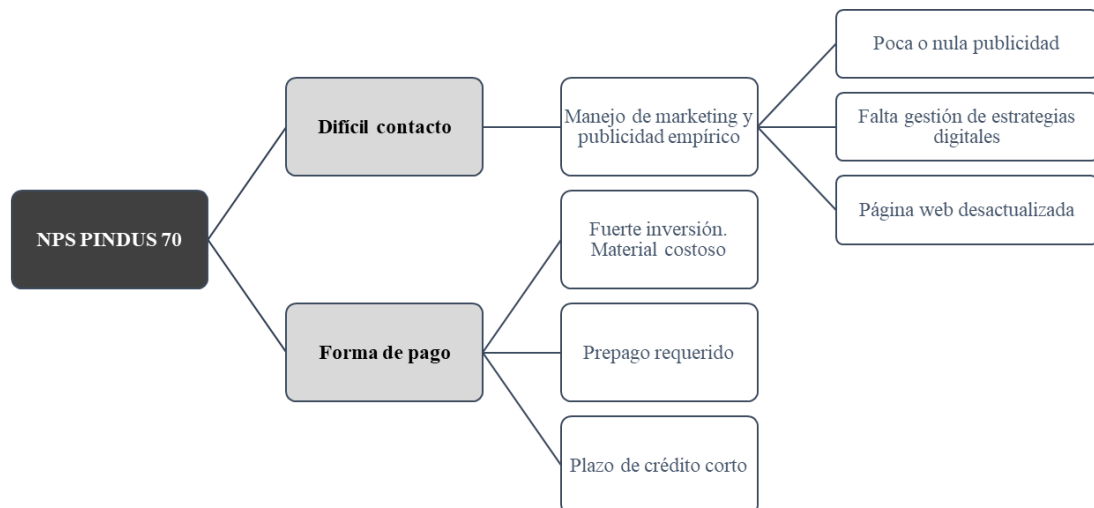 Poca o nula publicidad
Difícil contacto
Manejo de marketing y
publicidad empírico
Falta gestión de estrategias
digitales
Página web desactualizada
NPS PINDUS 70
Fuerte inversión.
Material costoso
Forma de pago
Prepago requerido
Plazo de crédito corto